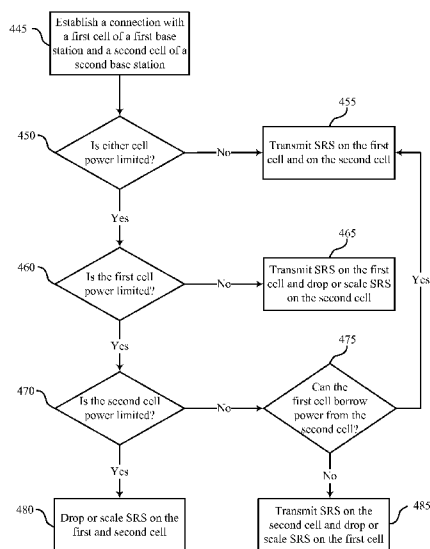 445
Establish a connection with
a first cell of a first base
station and a second cell of a
second base station
450
Is either cell
power limited?
No
455
Transmit SRS on the first
cell and on the second cell
Yes
460
Is the first cell
power limited?
No
465
Transmit SRS on the first
cell and drop or scale SRS
on the second cell
Yes
Yes
470
Is the second cell
power limited?
No
475
Can the
first cell borrow
power from the
second cell?
Yes
No
480
Drop or scale SRS on the
first and second cell
Transmit SRS on the
second cell and drop or
scale SRS on the first cell
485